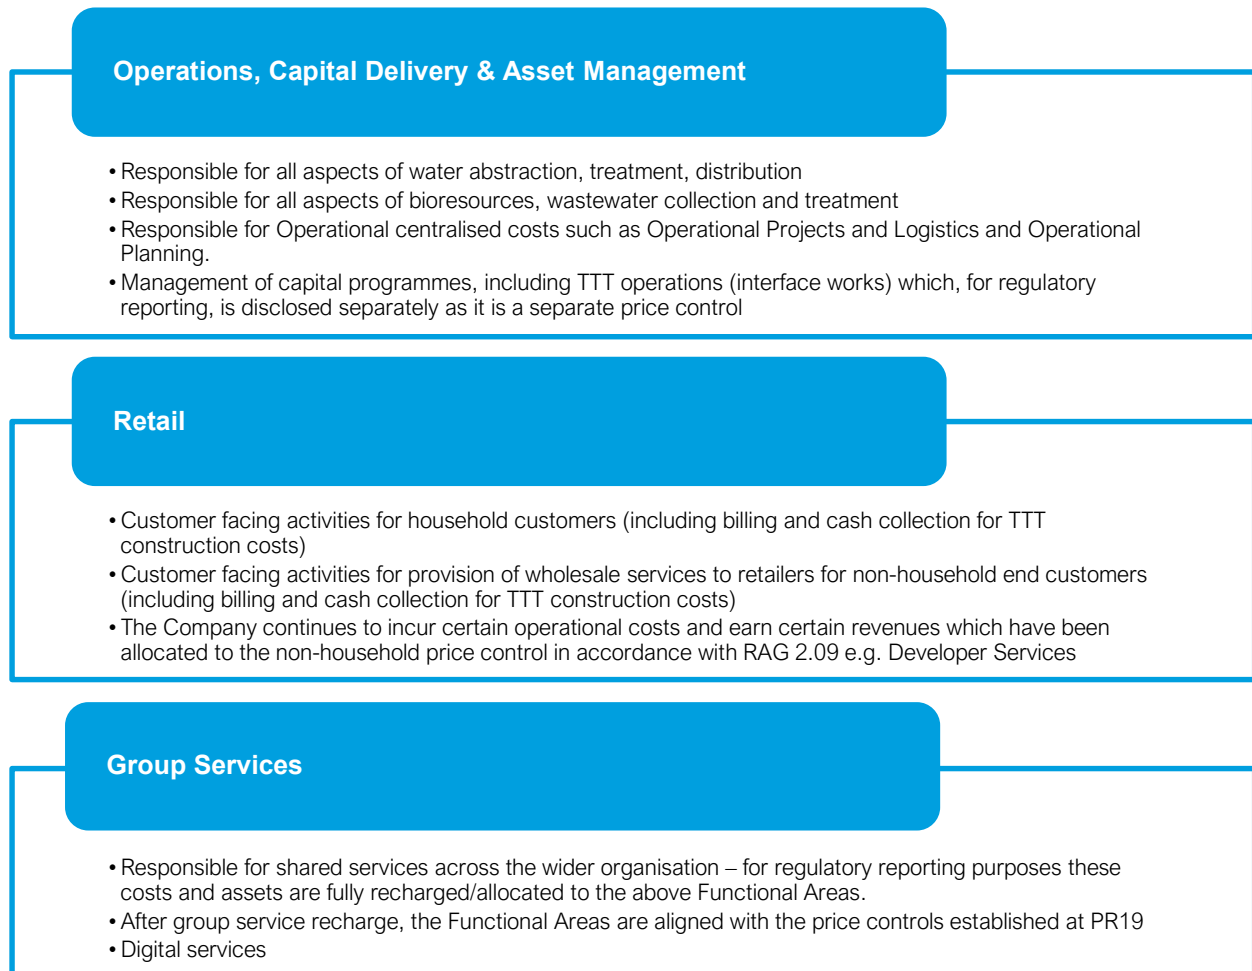 Operations, Capital Delivery & Asset Management
• Responsible for all aspects of water abstraction, treatment, distribution
• Responsible for all aspects of bioresources, wastewater collection and treatment
• Responsible for Operational centralised costs such as Operational Projects and Logistics and Operational
Planning.
• Management of capital programmes, including TTT operations (interface works) which, for regulatory
reporting, is disclosed separately as it is a separate price control
Retail
• Customer facing activities for household customers (including billing and cash collection for TTT
construction costs)
• Customer facing activities for provision of wholesale services to retailers for non-household end customers
(including billing and cash collection for TTT construction costs)
• The Company continues to incur certain operational costs and earn certain revenues which have been
allocated to the non-household price control in accordance with RAG 2.09 e.g. Developer Services
Group Services
• Responsible for shared services across the wider organisation – for regulatory reporting purposes these
costs and assets are fully recharged/allocated to the above Functional Areas.
• After group service recharge, the Functional Areas are aligned with the price controls established at PR19
• Digital services